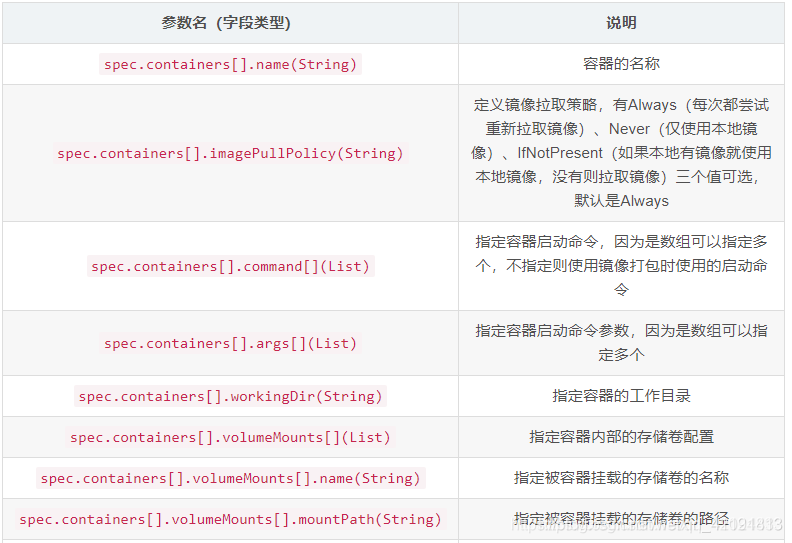 参数名（字段类型）
说明
spec.containers[].name(String)
容器的名称
spec.containers[].imagePullPolicy(String)
定义镜像拉取策略，有Always（每次都尝试
重新拉取镜像）、Never（仅使用本地镜
像）、IfNotPresent（如果本地有镜像就使用
本地镜像，没有则拉取镜像）三个值可选，
默认是Always
spec.containers[].command[](List)
指定容器启动命令，因为是数组可以指定多
个，不指定则使用镜像打包时使用的启动命
令
spec.containers[].args[](List)
指定容器启动命令参数，因为是数组可以指
定多个
spec.containers[].workingDir(String)
指定容器的工作目录
spec.containers[].volumeMounts[](List)
指定容器内部的存储卷配置
spec.containers[].volumeMounts[].name(String)
指定被容器挂载的存储卷的名称
spec.containers[].volumeMounts[].mountPath(String)
指定被容器挂载的存储卷的路径